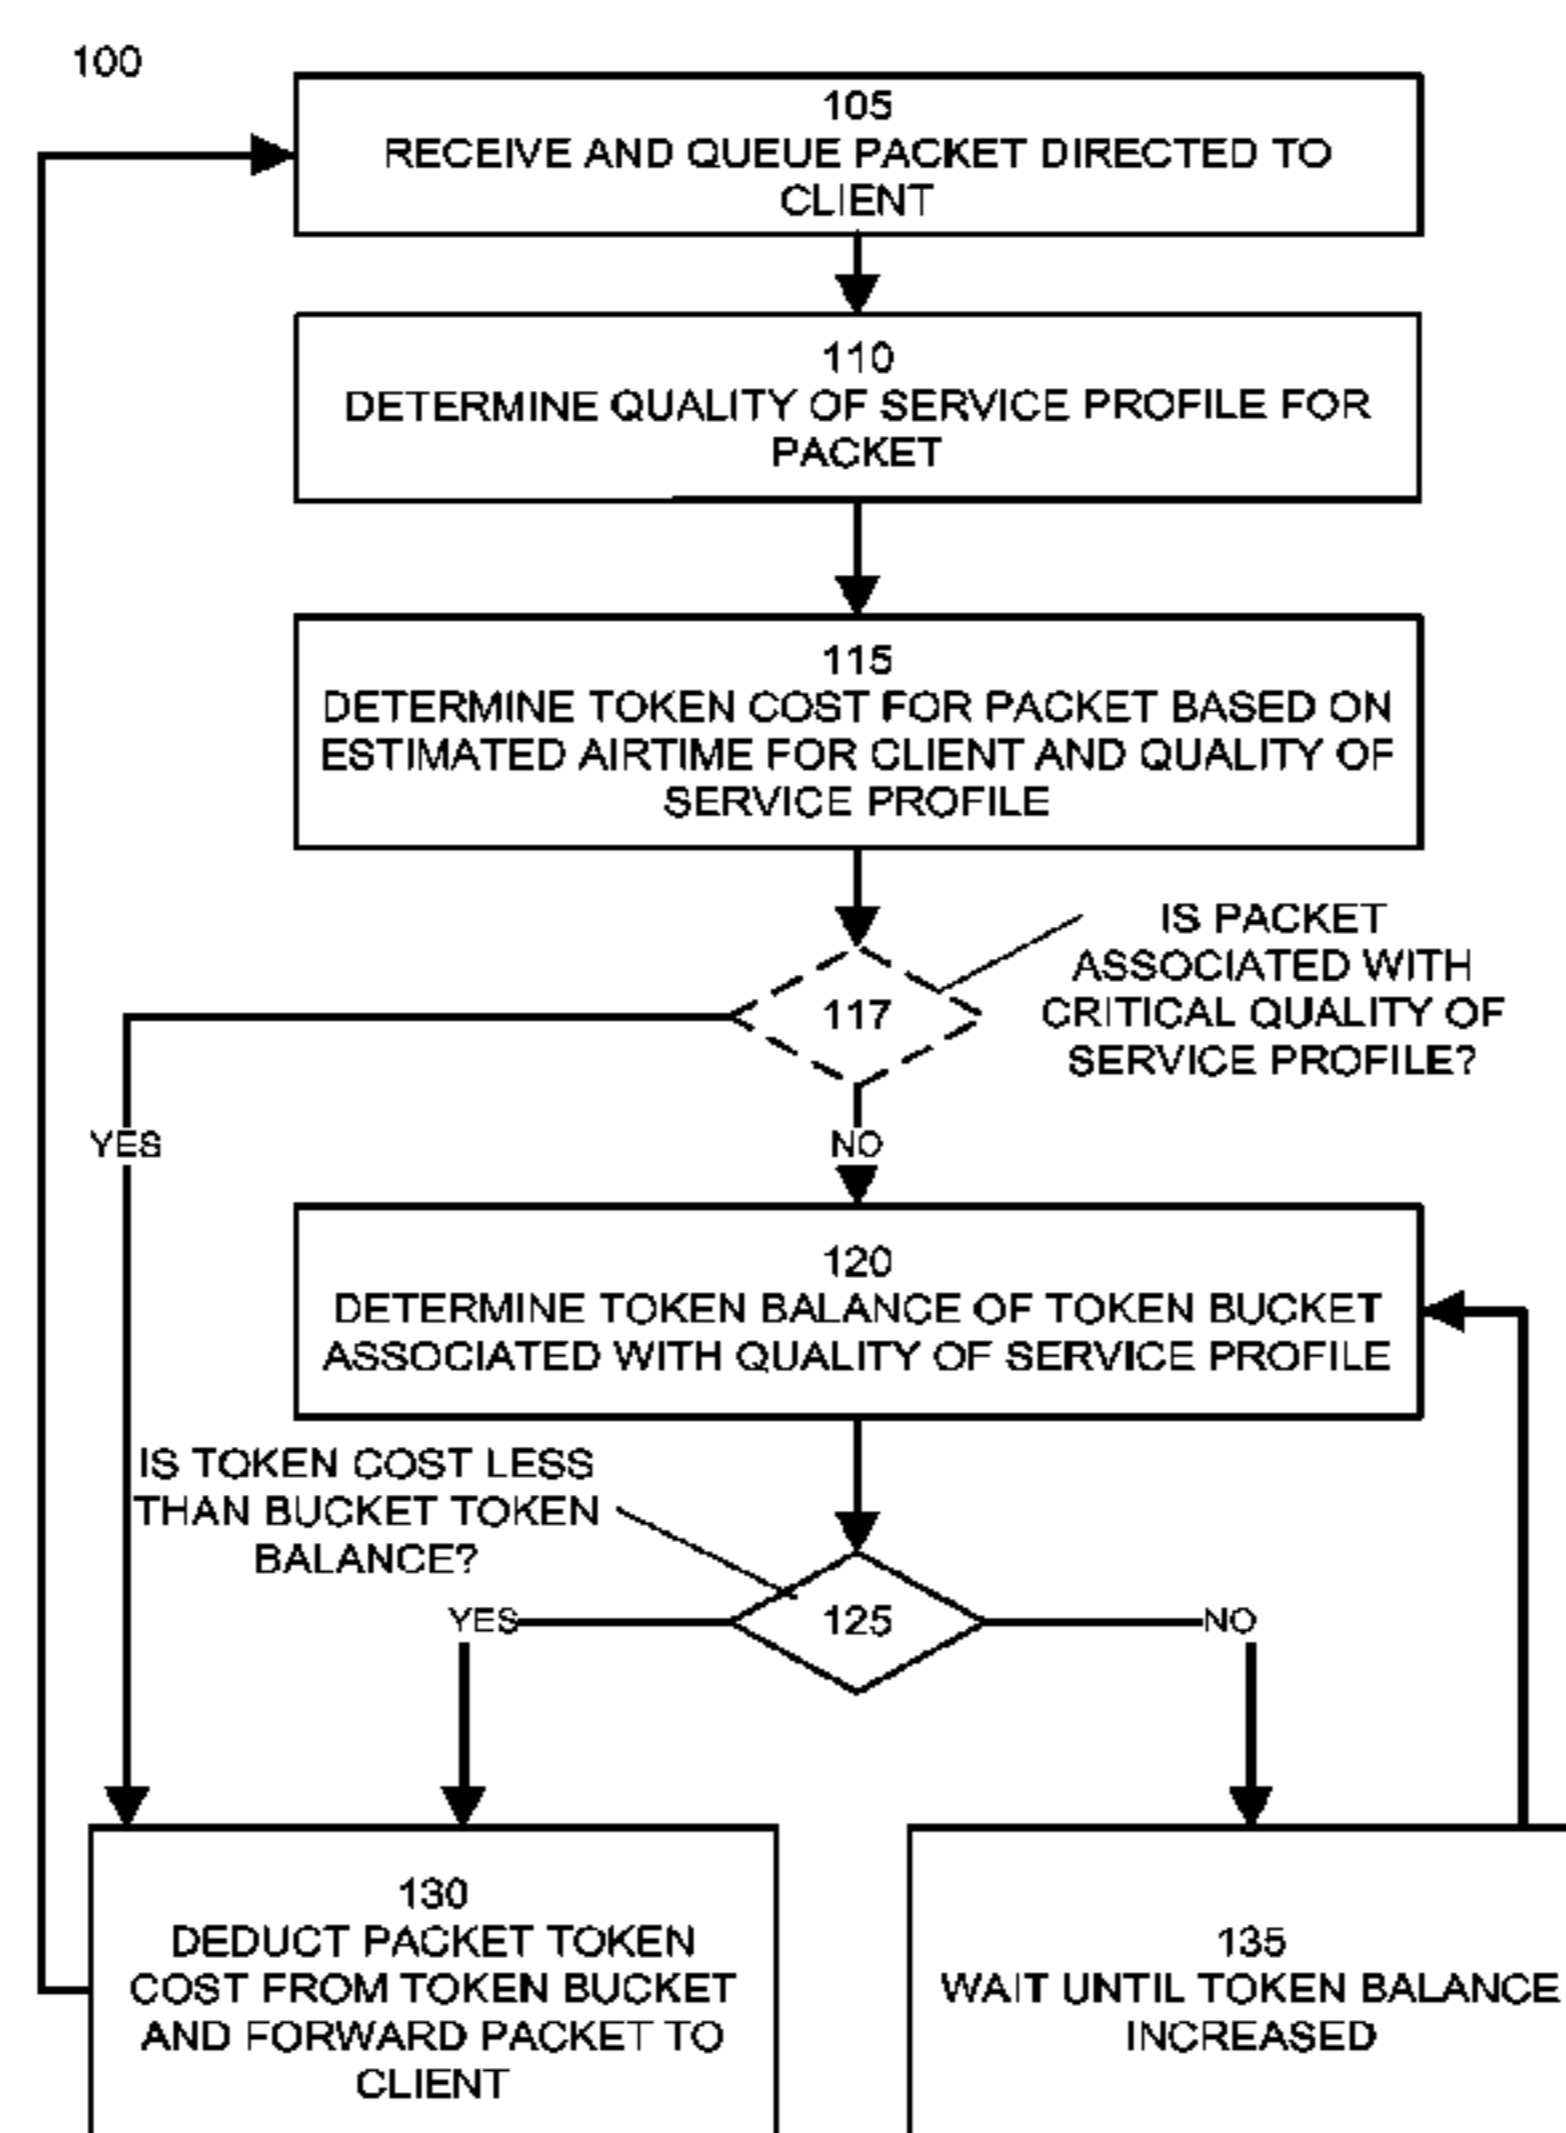 100
105
RECEIVE AND QUEUE PACKET DIRECTED TO
CLIENT
110
DETERMINE QUALITY OF SERVICE PROFILE FOR
PACKET
115
DETERMINE TOKEN COST FOR PACKET BASED ON
ESTIMATED AIRTIME FOR CLIENT AND QUALITY OF
SERVICE PROFILE
117
IS PACKET
ASSOCIATED WITH
CRITICAL QUALITY OF
SERVICE PROFILE?
YES
NO
120
DETERMINE TOKEN BALANCE OF TOKEN BUCKET
ASSOCIATED WITH QUALITY OF SERVICE PROFILE
IS TOKEN COST LESS
THAN BUCKET TOKEN
BALANCE?
YES
125
NO
130
DEDUCT PACKET TOKEN
COST FROM TOKEN BUCKET
AND FORWARD PACKET TO
CLIENT
135
WAIT UNTIL TOKEN BALANCE
INCREASED